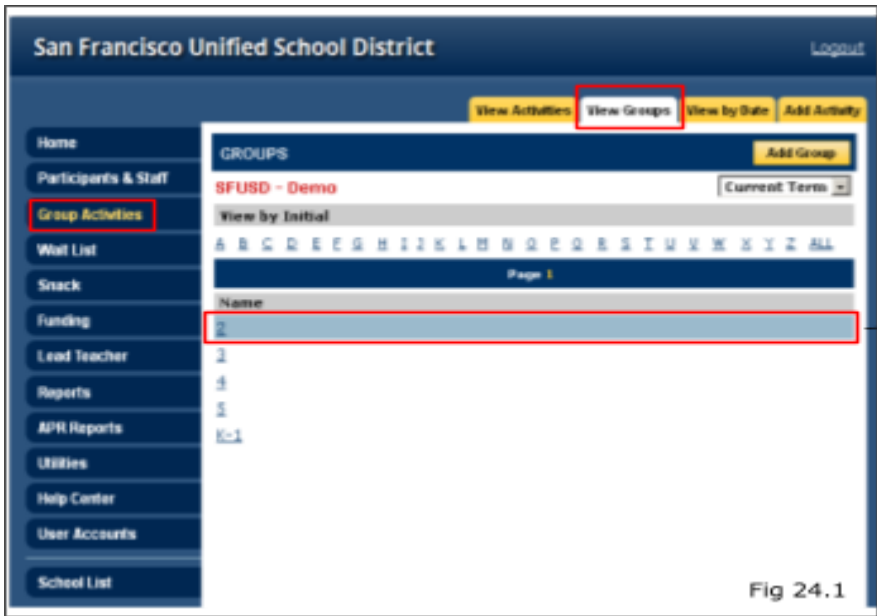 San Francisco Unified School District
Logout
View Activities View Groups View by Date Add Activity
Home
Participants & Staff
Group Activities
Wait List
Snack
Funding
Lead Teacher
Reports
APR Reports
Utilities
Help Center
User Accounts
School List
GROUPS
Add Group
SFUSD - Demo
Current Term
View by Initial
A B C D E F G H I J K L M N O P Q R S T U V W X Y Z ALL
Page 1
Name
2
3
4
5
K-1
Fig 24.1